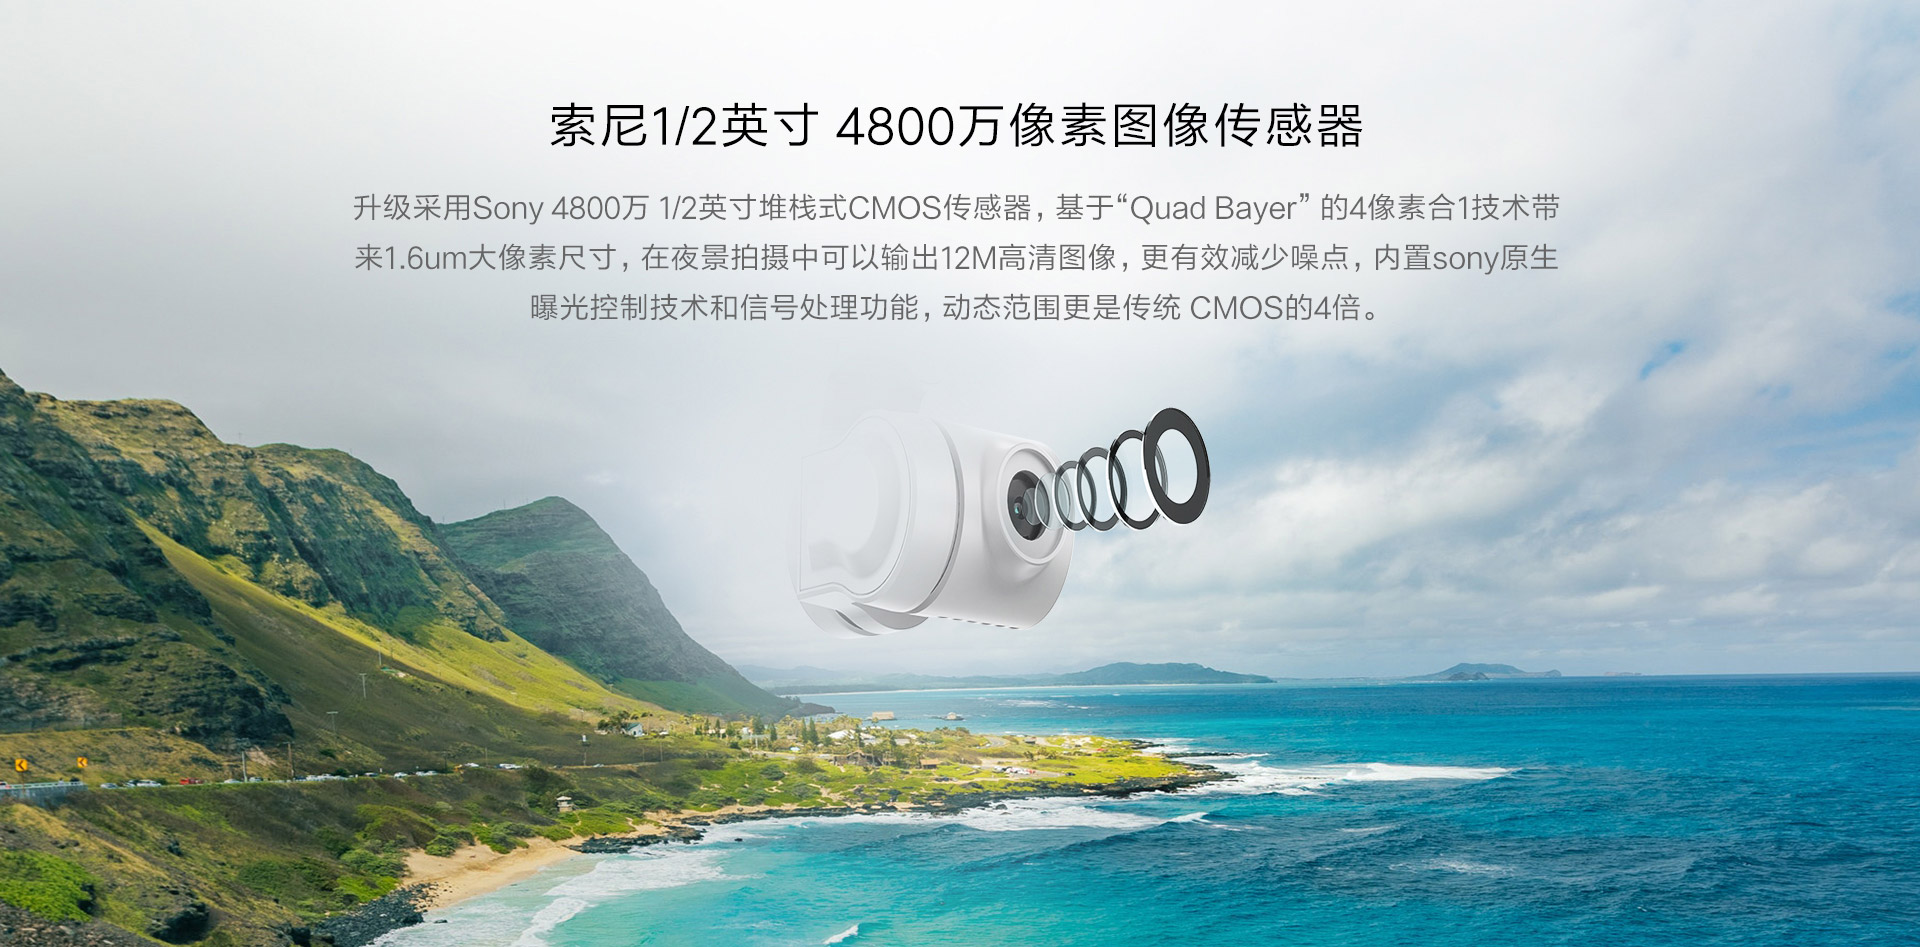 索尼1/2英寸 4800万像素图像传感器
升级采用Sony 4800万 1/2英寸堆栈式CMOS传感器，基于“Quad Bayer” 的4像素合1技术带
来1.6um大像素尺寸，在夜景拍摄中可以输出12M高清图像，更有效减少噪点，内置sony原生
曝光控制技术和信号处理功能，动态范围更是传统 CMOS的4倍。